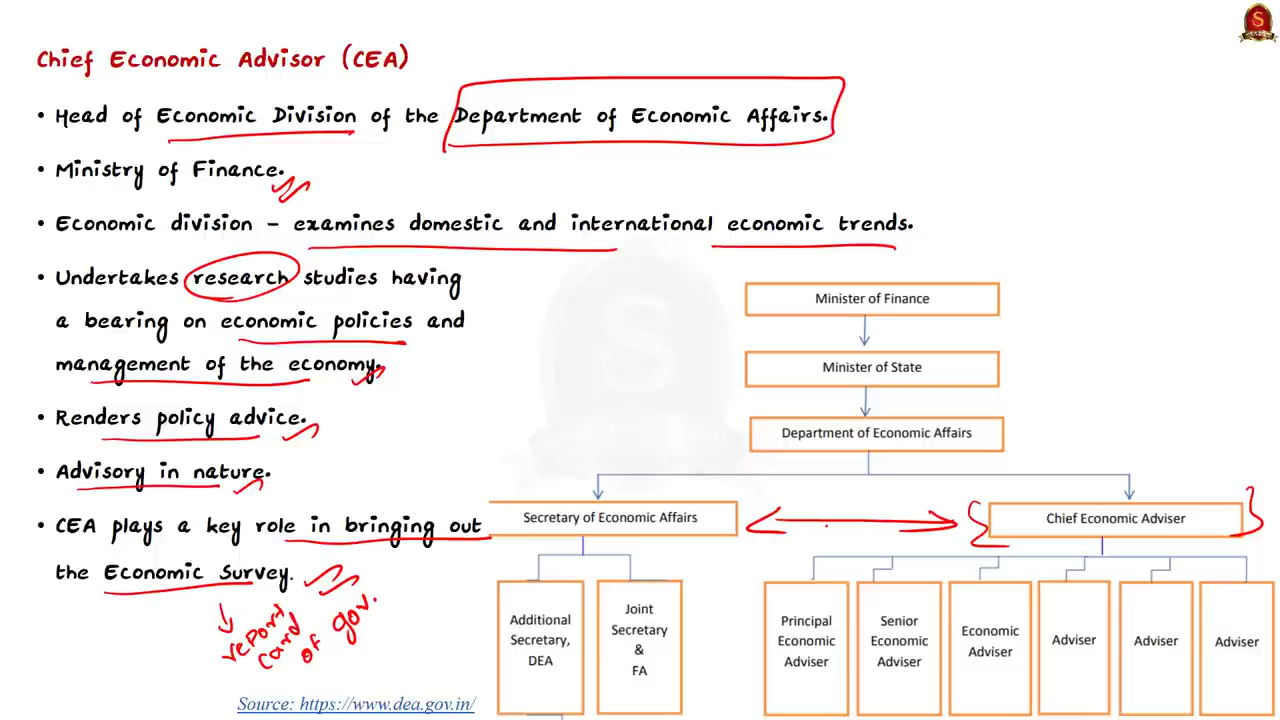 Chief Economic Advisor (CEA)
• Head of Economic Division of the Department of Economic Affairs.
• Ministry of Finance.
• Economic division – examines domestic and international economic trends.
• Undertakes research studies having
a bearing on economic policies and
management of the economy.
• Renders policy advice.
• Advisory in nature.
• CEA plays a key role in bringing out
the Economic Survey.
report
card
of gov.
Source: https://www.dea.gov.in/
Minister of Finance
Minister of State
Department of Economic Affairs
Secretary of Economic Affairs
Chief Economic Adviser
Additional
Secretary,
DEA
Joint
Secretary
&
FA
Principal
Economic
Adviser
Senior
Economic
Adviser
Economic
Adviser
Adviser
Adviser
Adviser
S
S